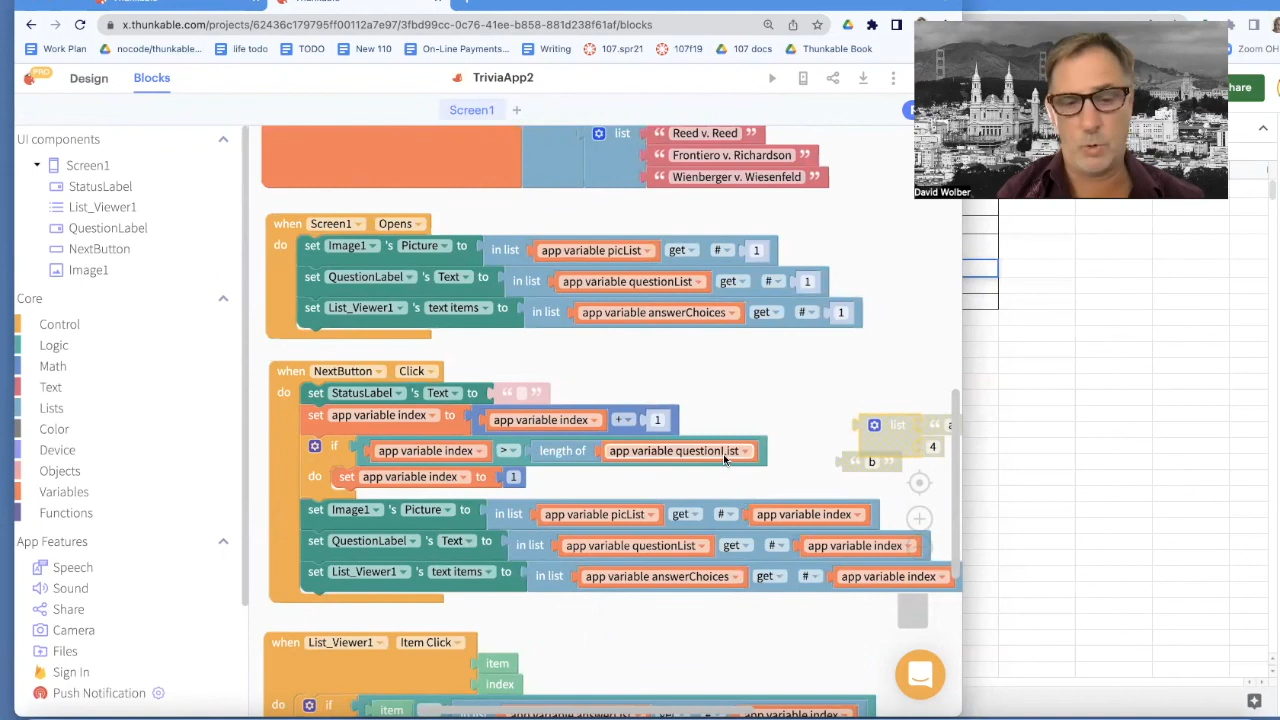 x.thunkable.com/projects/62436c179795ff00112a7e97/3fbd99cc-0c76-41ee-b858-881d238f61af/blocks
Work Plan nocode/thunkable... life todo TODO New 110 On-Line Payments... Writing 107.spr21 107f19 107 docs Thunkable Book
Zoom OH
PRO Design Blocks TriviaApp2
Screen1 +
UI components
Screen1
StatusLabel
List_Viewer1
QuestionLabel
NextButton
Image1
Core
Control
Logic
Math
Text
Lists
Color
Device
Objects
Variables
Functions
App Features
Speech
Sound
Share
Camera
Files
Sign In
Push Notification
list “ Reed v. Reed ”
“ Frontiero v. Richardson ”
“ Wienberger v. Wiesenfeld ”
when Screen1 Opens
do set Image1 's Picture to in list app variable picList get # 1
set QuestionLabel 's Text to in list app variable questionList get # 1
set List_Viewer1 's text items to in list app variable answerChoices get # 1
when NextButton Click
do set StatusLabel 's Text to “ ”
set app variable index to app variable index + 1
if app variable index > length of app variable questionList
do set app variable index to 1
set Image1 's Picture to in list app variable picList get # app variable index
set QuestionLabel 's Text to in list app variable questionList get # app variable index
set List_Viewer1 's text items to in list app variable answerChoices get # app variable index
list “ a
4
“ b ”
when List_Viewer1 Item Click
item
index
do if item
David Wolber